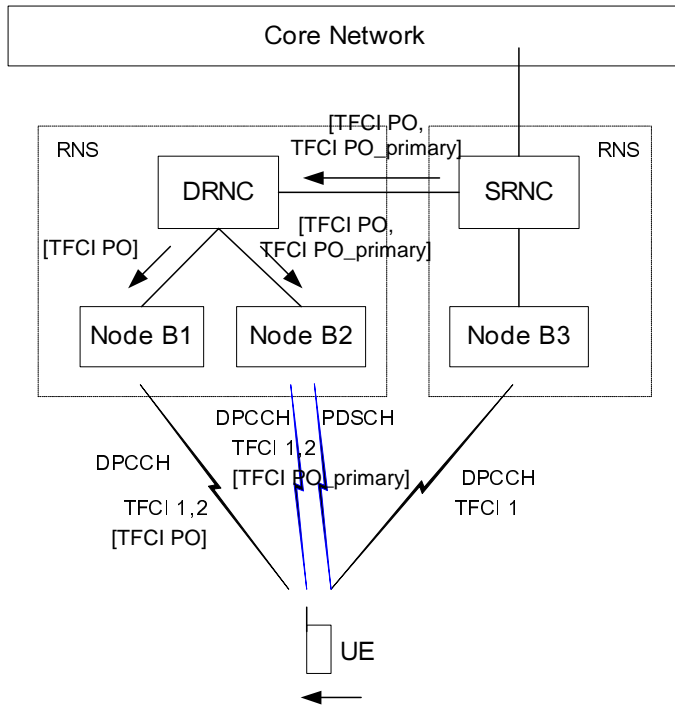 Core Network
[TFCI PO,
TFCI PO_primary]
RNS
RNS
DRNC
SRNC
[TFCI PO]
[TFCI PO,
TFCI PO_primary]
Node B1
Node B2
Node B3
DPCCH
PDSCH
TFCI 1,2
[TFCI PO_primary]
DPCCH
TFCI 1,2
[TFCI PO]
DPCCH
TFCI 1
UE